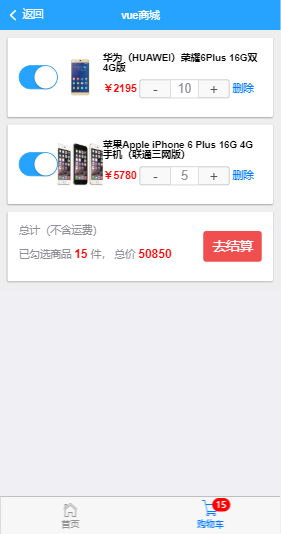 返回 vue商城
华为（HUAWEI）荣耀6Plus 16G双
4G版
￥2195 - 10 + 删除
苹果Apple iPhone 6 Plus 16G 4G
手机（联通三网版）
￥5780 - 5 + 删除
总计（不含运费）
已勾选商品 15 件， 总价 50850
去结算
15
首页 购物车